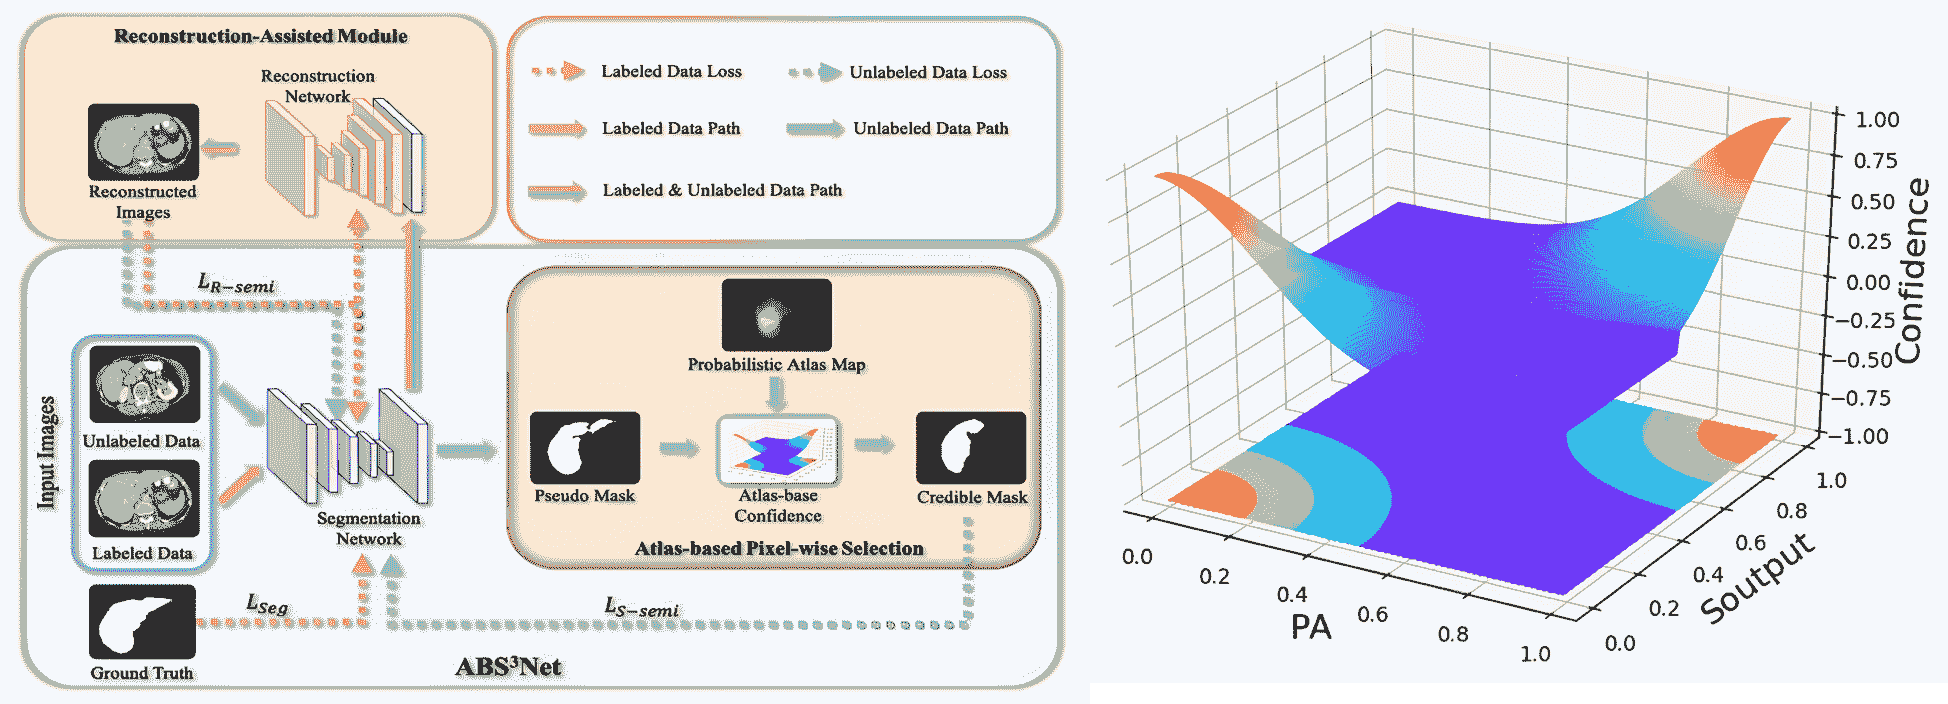 Reconstruction-Assisted Module
Reconstruction
Network
Reconstructed
Images
Labeled Data Loss
Unlabeled Data Loss
Labeled Data Path
Unlabeled Data Path
Labeled & Unlabeled Data Path
L_{R-semi}
Input Images
Unlabeled Data
Labeled Data
Segmentation
Network
Ground Truth
L_{Seg}
L_{S-semi}
Probabilistic Atlas Map
Pseudo Mask
Atlas-base
Confidence
Credible Mask
Atlas-based Pixel-wise Selection
ABS³Net
1.00
0.75
0.50
0.25
0.00
−0.25
−0.50
−0.75
−1.00
Confidence
0.0
0.2
0.4
0.6
0.8
1.0
PA
0.0
0.2
0.4
0.6
0.8
1.0
Soutput